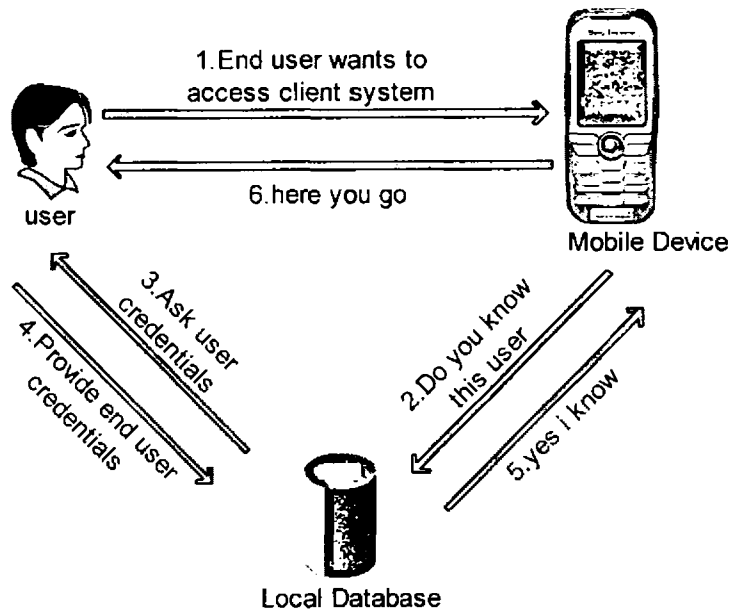 1.End user wants to
access client system
6.here you go
user
Mobile Device
3.Ask user
credentials
4.Provide end user
credentials
2.Do you know
this user
5.yes i know
Local Database